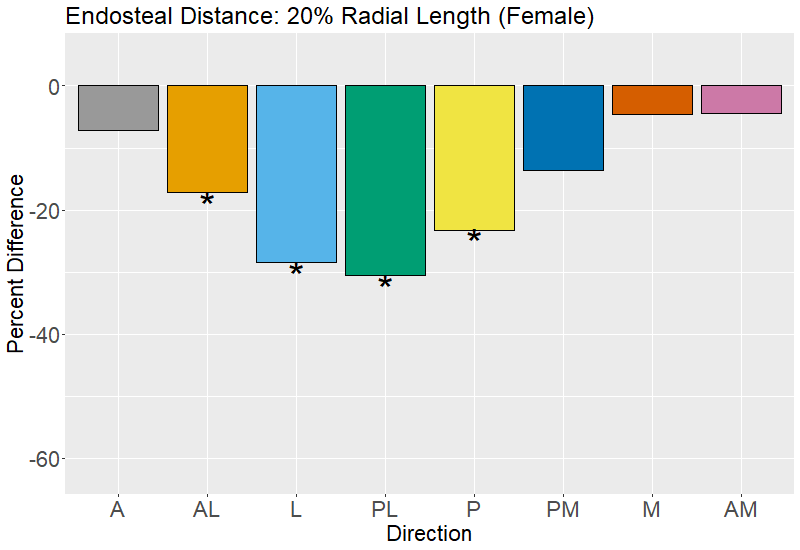 Endosteal Distance: 20% Radial Length (Female)
Percent Difference
0
-20
-40
-60
* * * *
A AL L PL P PM M AM
Direction